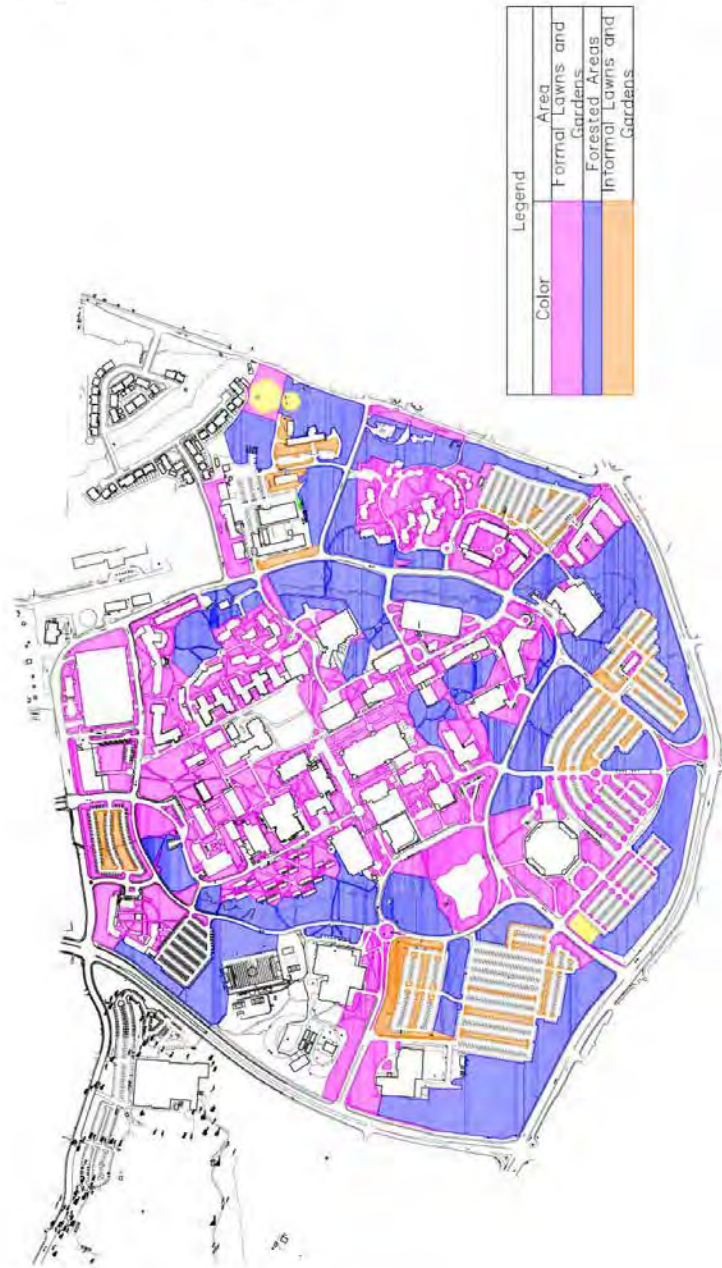 Legend
Color
Area
Formal Lawns and
Gardens
Forested Areas
Informal Lawns and
Gardens